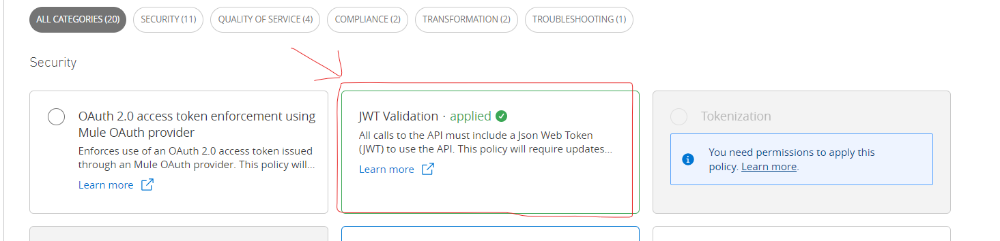 ALL CATEGORIES (20) SECURITY (11) QUALITY OF SERVICE (4) COMPLIANCE (2) TRANSFORMATION (2) TROUBLESHOOTING (1)
Security
OAuth 2.0 access token enforcement using
Mule OAuth provider
Enforces use of an OAuth 2.0 access token issued
through an Mule OAuth provider. This policy will...
Learn more
JWT Validation · applied
All calls to the API must include a Json Web Token
(JWT) to use the API. This policy will require updates...
Learn more
Tokenization
You need permissions to apply this
policy. Learn more.